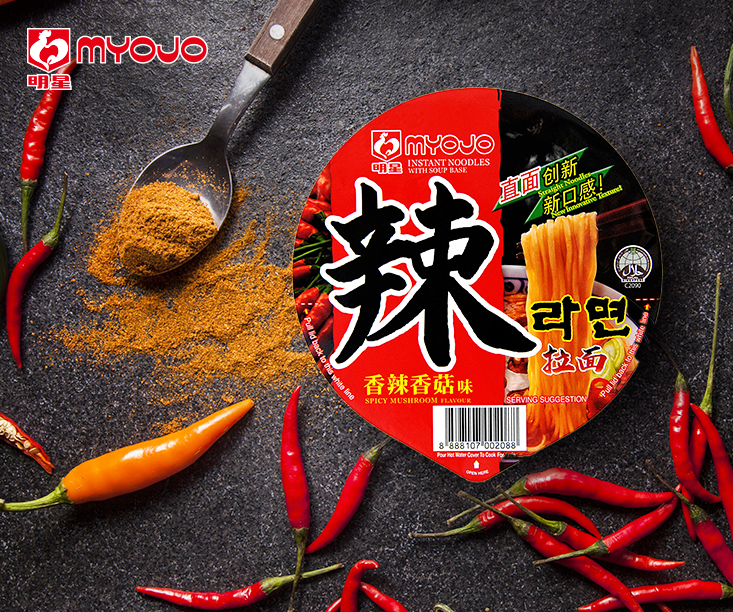 MYOJO
明星
MYOJO
明星
INSTANT NOODLES
WITH SOUP BASE
直面创新
Straight Noodles
新口感!
New Innovative Texture!
辣
라면
拉面
C2090
香辣香菇味
SPICY MUSHROOM FLAVOUR
SERVING SUGGESTION
Pull lid back to this white line
Pull lid back to this white line
8 888107 002088
Pour Hot Water Cover To Cook For
OPEN HERE